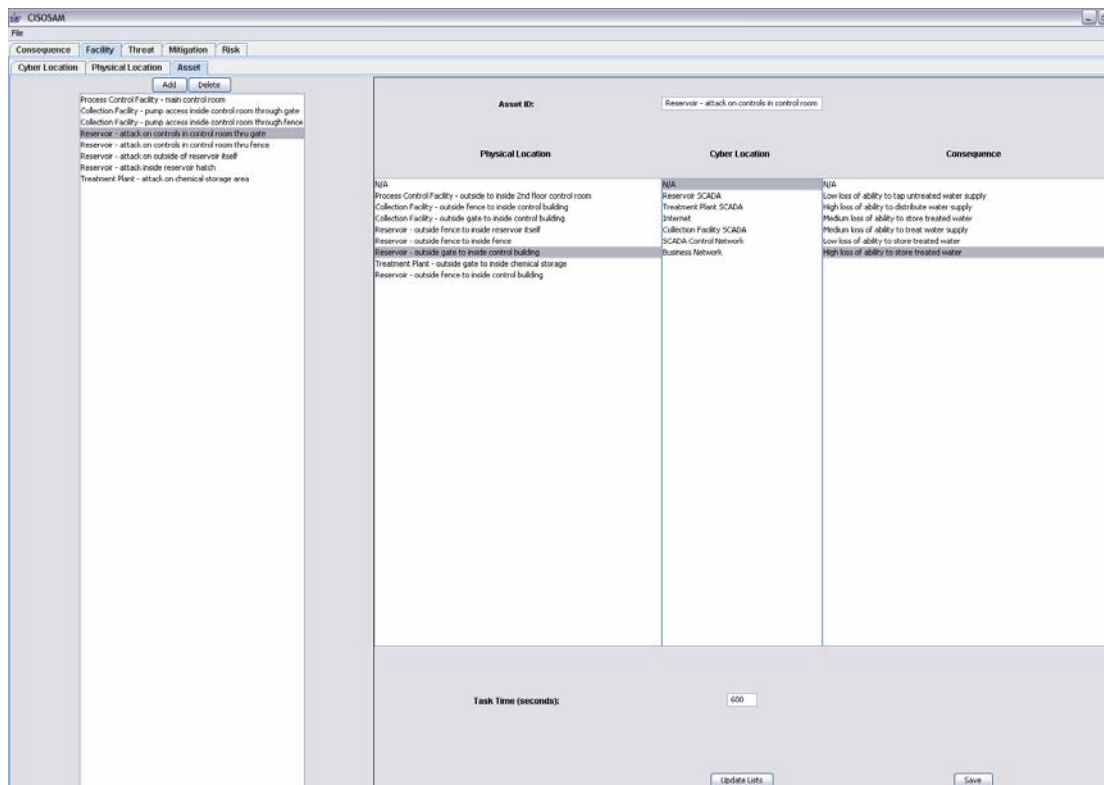 CISOSAM
File
Consequence Facility Threat Mitigation Risk
Cyber Location Physical Location Asset
Add Delete
Process Control Facility - main control room
Collection Facility - pump access inside control room through gate
Collection Facility - pump access inside control room through fence
Reservoir - attack on controls in control room thru gate
Reservoir - attack on controls in control room thru fence
Reservoir - attack on outside of reservoir itself
Reservoir - attack inside reservoir hatch
Treatment Plant - attack on chemical storage area
Asset ID: Reservoir - attack on controls in control room
Physical Location
N/A
Process Control Facility - outside to inside 2nd floor control room
Collection Facility - outside fence to inside control building
Collection Facility - outside gate to inside control building
Reservoir - outside fence to inside reservoir itself
Reservoir - outside fence to inside fence
Reservoir - outside gate to inside control building
Treatment Plant - outside gate to inside chemical storage
Reservoir - outside fence to inside control building
Cyber Location
N/A
Reservoir SCADA
Treatment Plant SCADA
Internet
Collection Facility SCADA
SCADA Control Network
Business Network
Consequence
N/A
Low loss of ability to tap untreated water supply
High loss of ability to distribute water supply
Medium loss of ability to store treated water
Medium loss of ability to treat water supply
Low loss of ability to store treated water
High loss of ability to store treated water
Task Time (seconds): 600
Update Lists Save